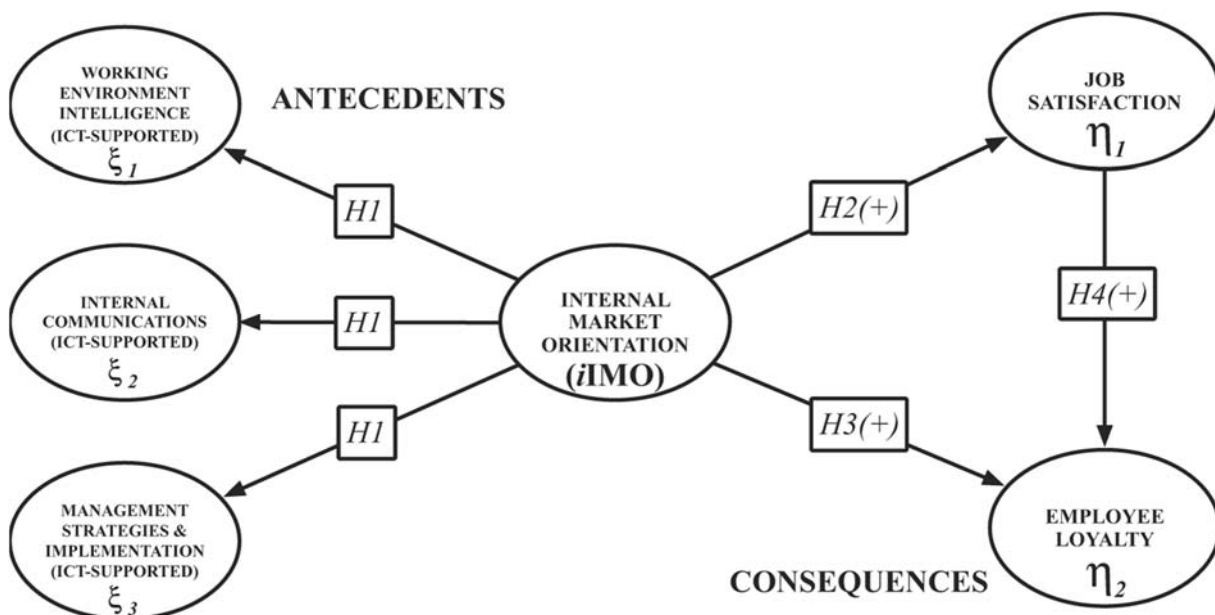 WORKING
ENVIRONMENT
INTELLIGENCE
(ICT-SUPPORTED)
ξ1
ANTECEDENTS
JOB
SATISFACTION
η1
H1
H2(+)
INTERNAL
COMMUNICATIONS
(ICT-SUPPORTED)
ξ2
H1
INTERNAL
MARKET
ORIENTATION
(iIMO)
H4(+)
H1
H3(+)
MANAGEMENT
STRATEGIES &
IMPLEMENTATION
(ICT-SUPPORTED)
ξ3
EMPLOYEE
LOYALTY
η2
CONSEQUENCES